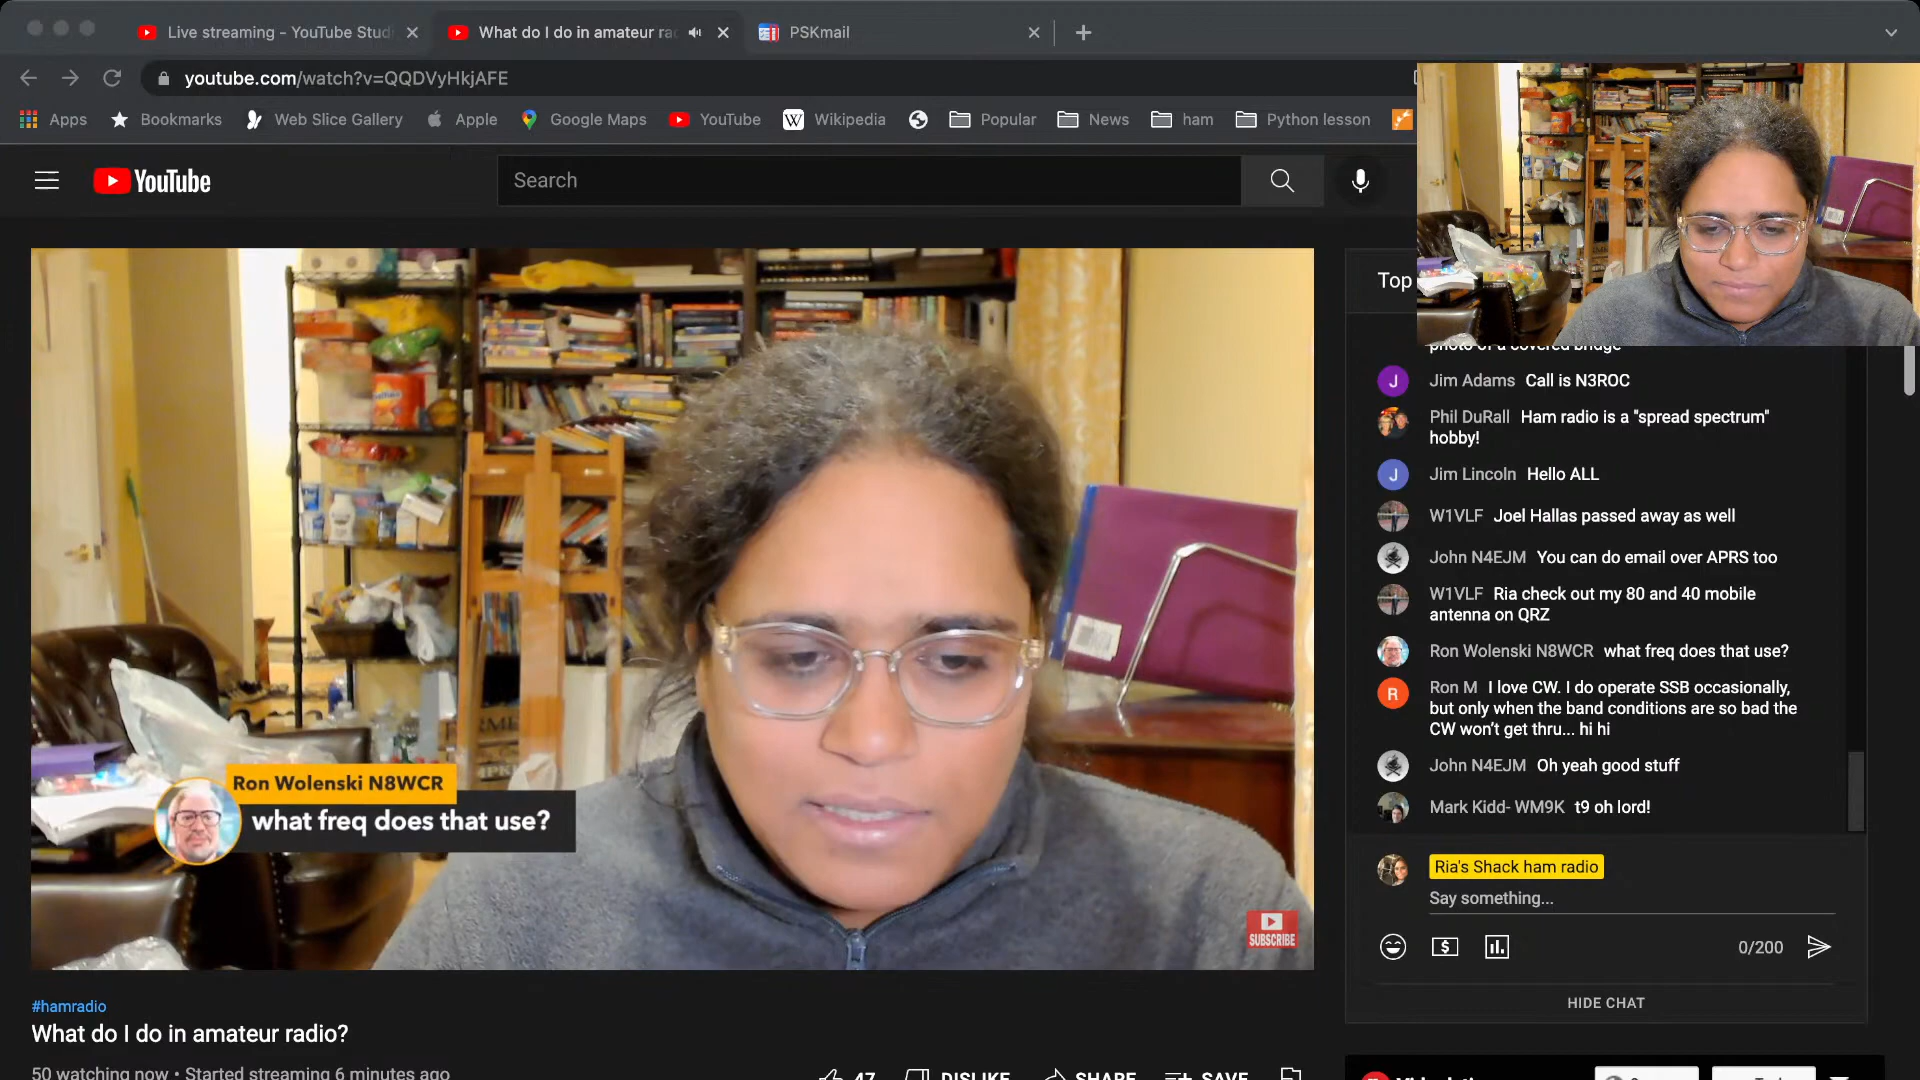 Live streaming - YouTube Stud
What do I do in amateur ra
PSKmail
youtube.com/watch?v=QQDVyHkjAFE
Apps
Bookmarks
Web Slice Gallery
Apple
Google Maps
YouTube
Wikipedia
Popular
News
ham
Python lesson
YouTube
Search
Top
photo of a covered bridge
Jim Adams Call is N3ROC
Phil DuRall Ham radio is a "spread spectrum"
hobby!
Jim Lincoln Hello ALL
W1VLF Joel Hallas passed away as well
John N4EJM You can do email over APRS too
W1VLF Ria check out my 80 and 40 mobile
antenna on QRZ
Ron Wolenski N8WCR what freq does that use?
Ron M I love CW. I do operate SSB occasionally,
but only when the band conditions are so bad the
CW won't get thru... hi hi
John N4EJM Oh yeah good stuff
Mark Kidd- WM9K t9 oh lord!
Ria's Shack ham radio
Say something...
0/200
HIDE CHAT
Ron Wolenski N8WCR
what freq does that use?
SUBSCRIBE
#hamradio
What do I do in amateur radio?
50 watching now • Started streaming 6 minutes ago
47
DISLIKE
SHARE
SAVE